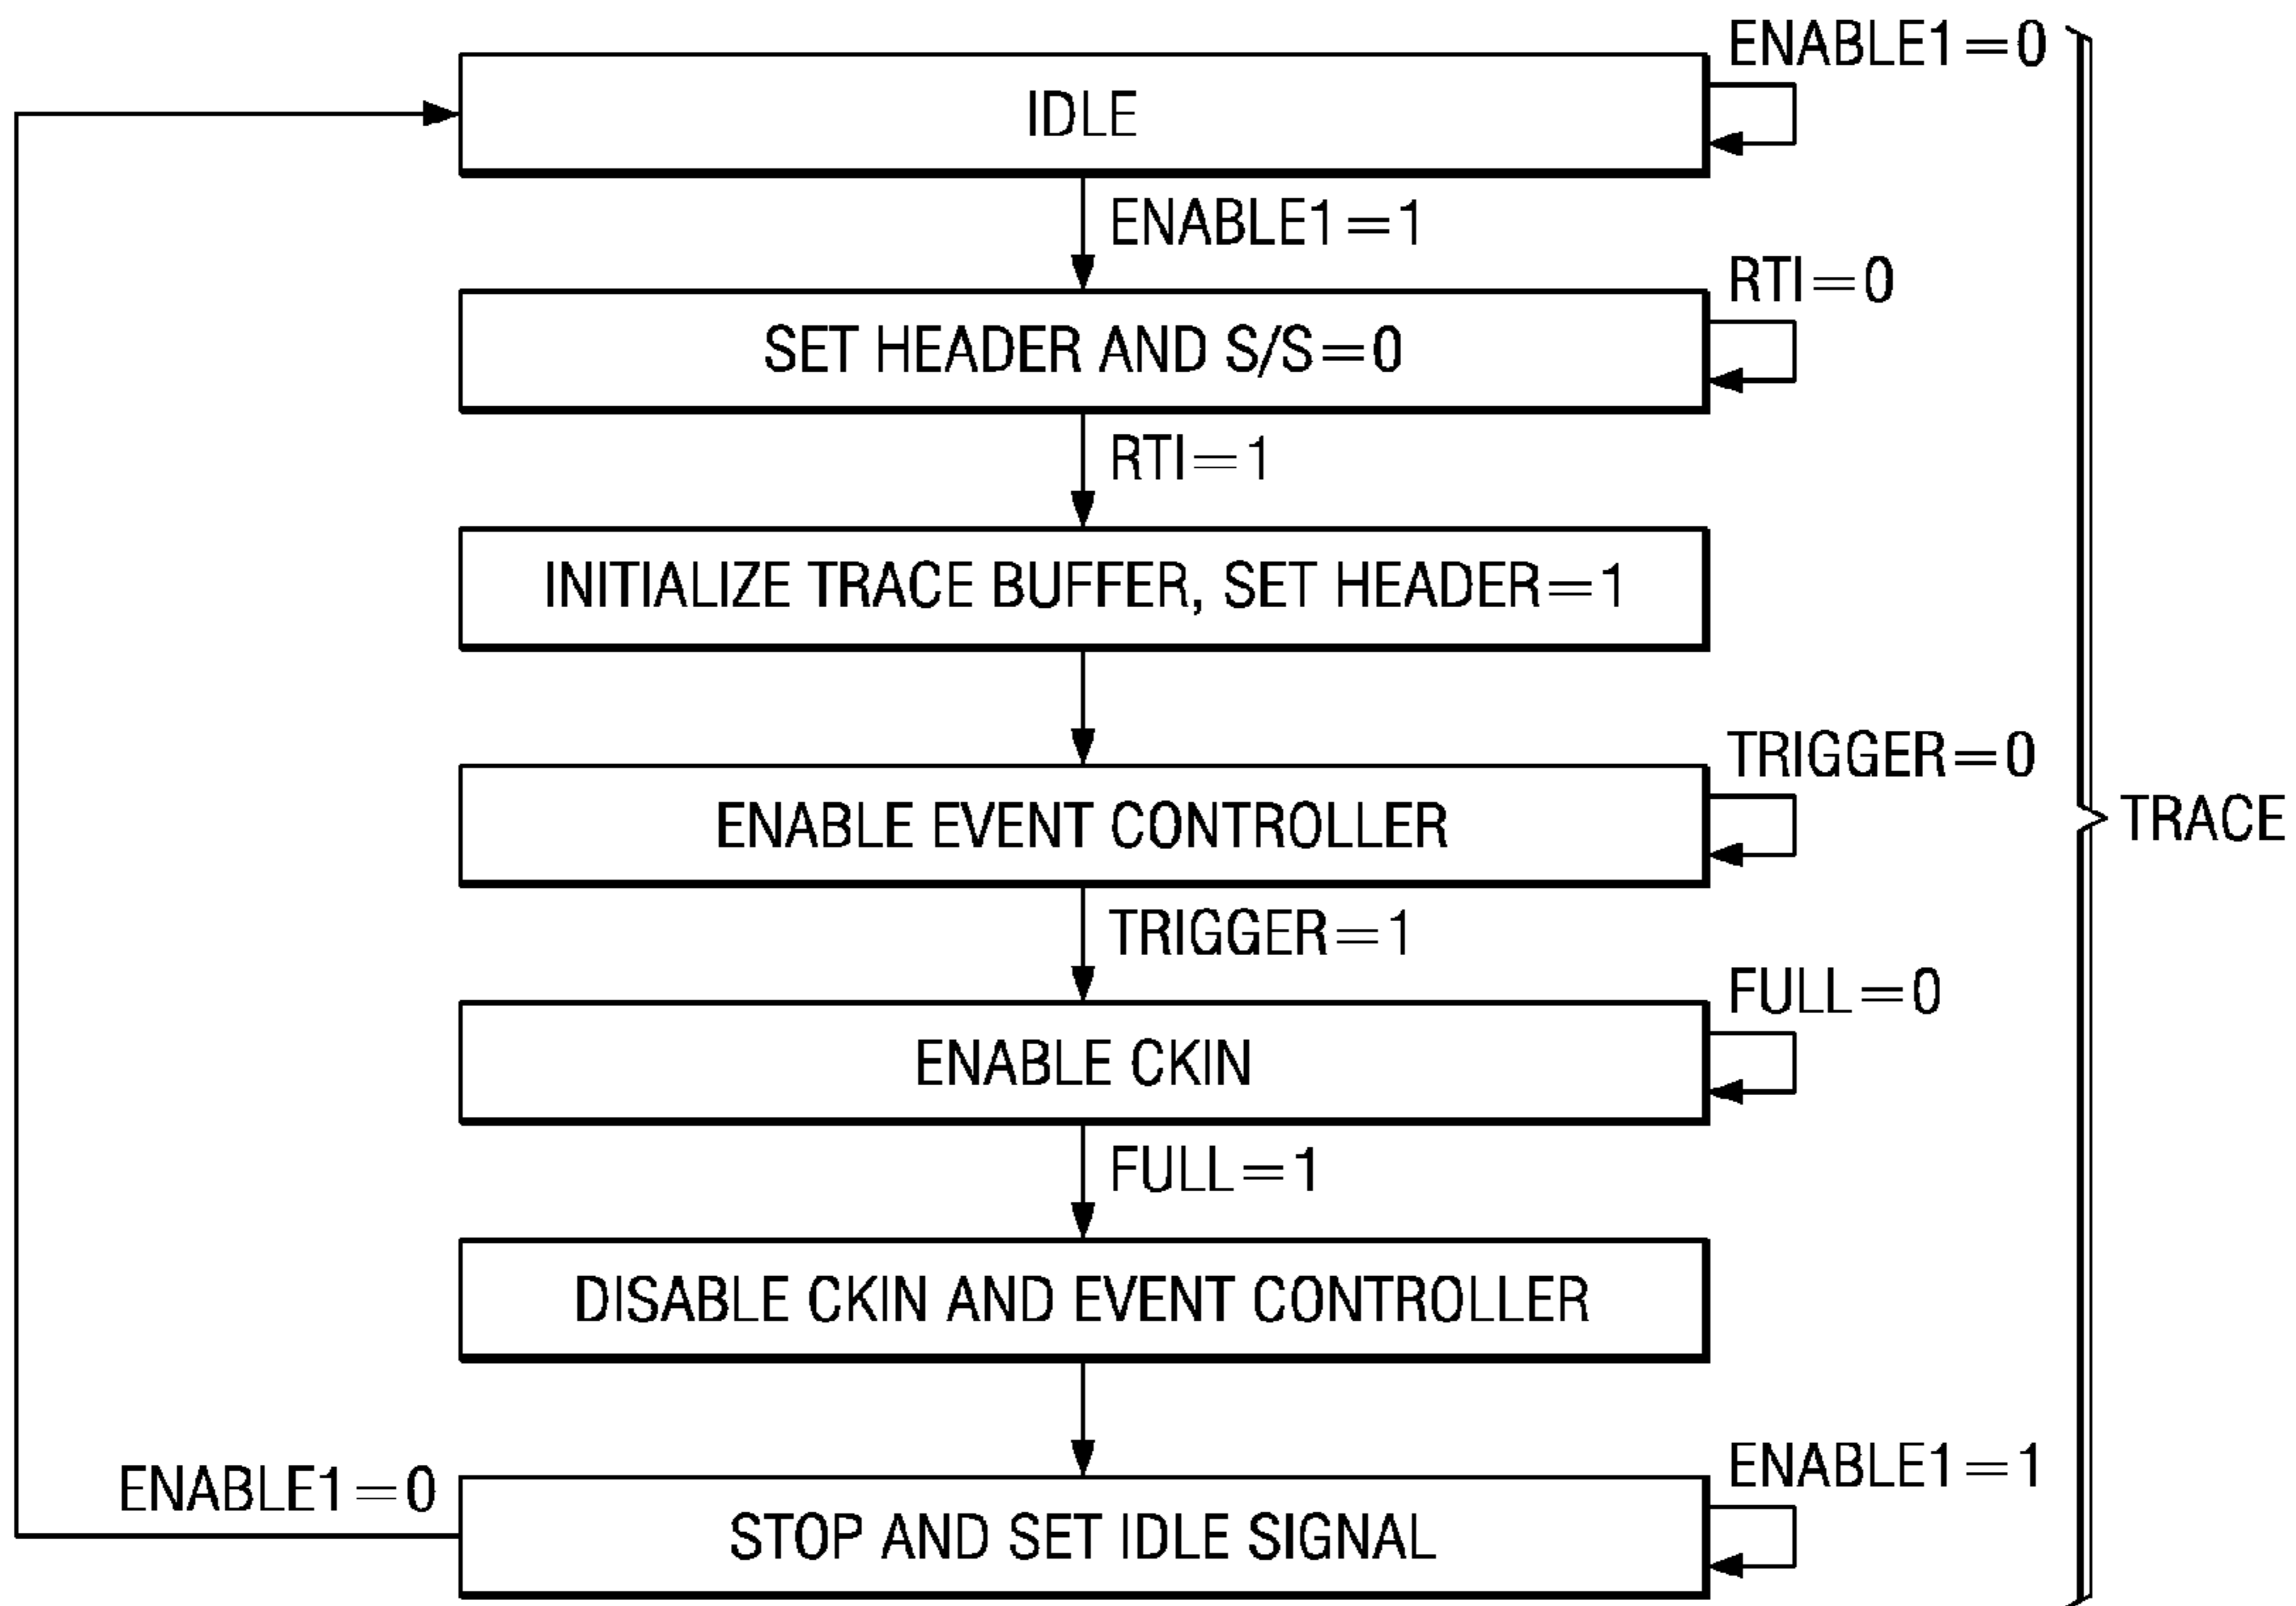 ENABLE1=0
IDLE
ENABLE1=1
RTI=0
SET HEADER AND S/S=0
RTI=1
INITIALIZE TRACE BUFFER, SET HEADER=1
TRIGGER=0
ENABLE EVENT CONTROLLER
TRACE
TRIGGER=1
FULL=0
ENABLE CKIN
FULL=1
DISABLE CKIN AND EVENT CONTROLLER
ENABLE1=0
ENABLE1=1
STOP AND SET IDLE SIGNAL